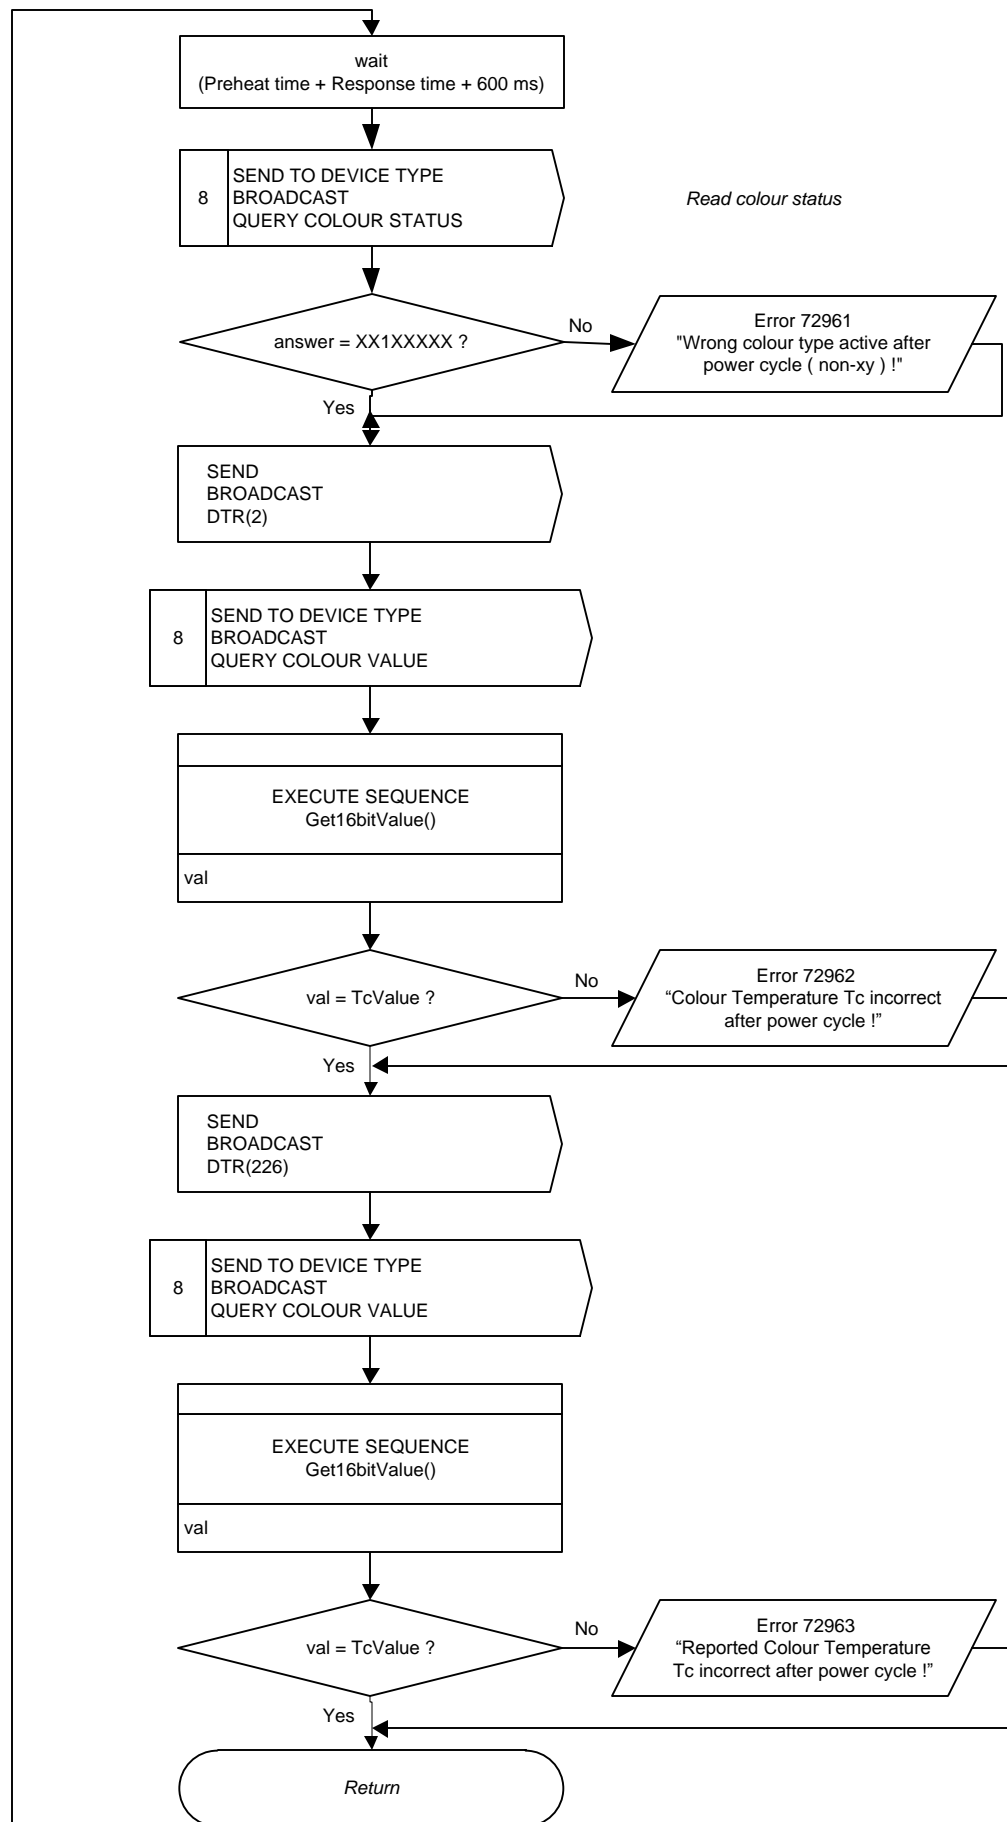 wait
(Preheat time + Response time + 600 ms)
8
SEND TO DEVICE TYPE
BROADCAST
QUERY COLOUR STATUS
Read colour status
answer = XX1XXXXX ?
No
Error 72961
"Wrong colour type active after
power cycle ( non-xy ) !"
Yes
SEND
BROADCAST
DTR(2)
8
SEND TO DEVICE TYPE
BROADCAST
QUERY COLOUR VALUE
EXECUTE SEQUENCE
Get16bitValue()
val
val = TcValue ?
No
Error 72962
“Colour Temperature Tc incorrect
after power cycle !”
Yes
SEND
BROADCAST
DTR(226)
8
SEND TO DEVICE TYPE
BROADCAST
QUERY COLOUR VALUE
EXECUTE SEQUENCE
Get16bitValue()
val
val = TcValue ?
No
Error 72963
“Reported Colour Temperature
Tc incorrect after power cycle !”
Yes
Return